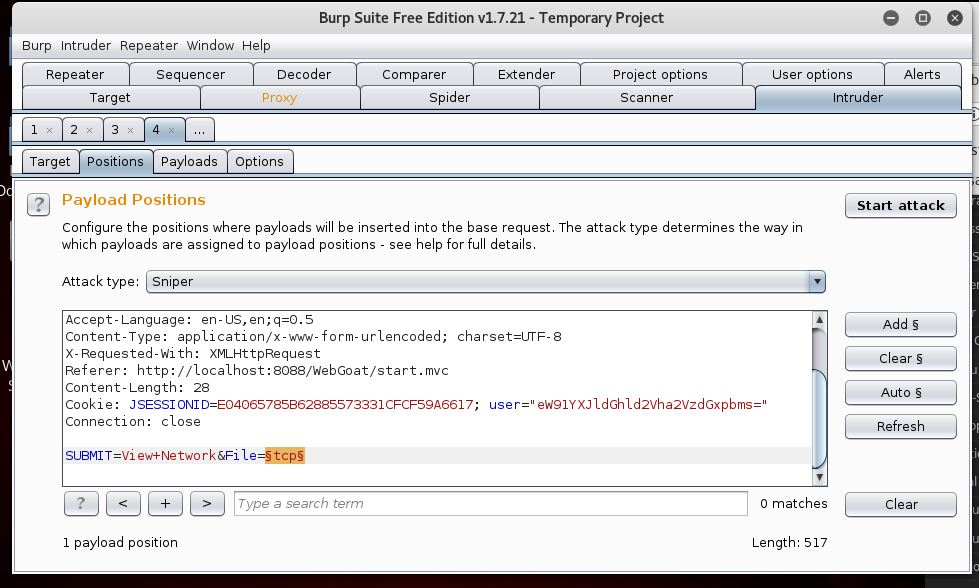 Burp Suite Free Edition v1.7.21 - Temporary Project
Burp Intruder Repeater Window Help
Repeater Sequencer Decoder Comparer Extender Project options User options Alerts
Target Proxy Spider Scanner Intruder
1 × 2 × 3 × 4 × ...
Target Positions Payloads Options
? Payload Positions
Start attack
Configure the positions where payloads will be inserted into the base request. The attack type determines the way in
which payloads are assigned to payload positions - see help for full details.
Attack type: Sniper
Accept-Language: en-US,en;q=0.5
Content-Type: application/x-www-form-urlencoded; charset=UTF-8
X-Requested-With: XMLHttpRequest
Referer: http://localhost:8088/WebGoat/start.mvc
Content-Length: 28
Cookie: JSESSIONID=E04065785B62885573331CFCF59A6617; user="eW91YXJldGhld2Vha2VzdGxpbms="
Connection: close
SUBMIT=View+Network&File=§tcp§
Add §
Clear §
Auto §
Refresh
? < + > Type a search term 0 matches Clear
1 payload position Length: 517